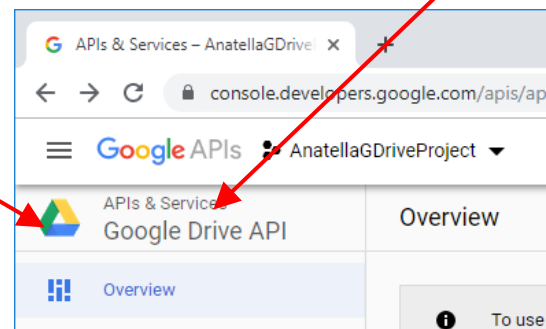 APIs & Services – AnatellaGDrive
console.developers.google.com/apis/ap
Google APIs AnatellaGDriveProject
APIs & Services
Google Drive API
Overview
Overview
To use